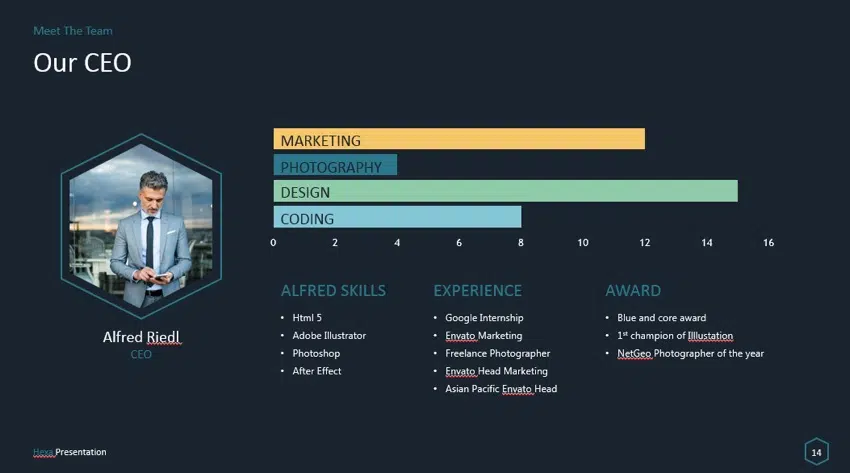 Meet The Team
Our CEO
MARKETING
PHOTOGRAPHY
DESIGN
CODING
0 2 4 6 8 10 12 14 16
Alfred Riedl
CEO
ALFRED SKILLS
• Html 5
• Adobe Illustrator
• Photoshop
• After Effect
EXPERIENCE
• Google Internship
• Envato Marketing
• Freelance Photographer
• Envato Head Marketing
• Asian Pacific Envato Head
AWARD
• Blue and core award
• 1st champion of Illlustation
• NetGeo Photographer of the year
Hexa Presentation
14